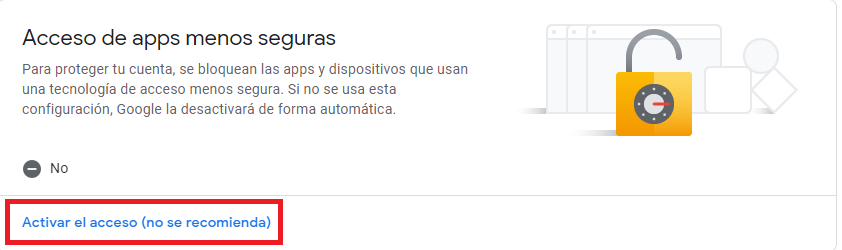 Acceso de apps menos seguras
Para proteger tu cuenta, se bloquean las apps y dispositivos que usan
una tecnología de acceso menos segura. Si no se usa esta
configuración, Google la desactivará de forma automática.
No
Activar el acceso (no se recomienda)